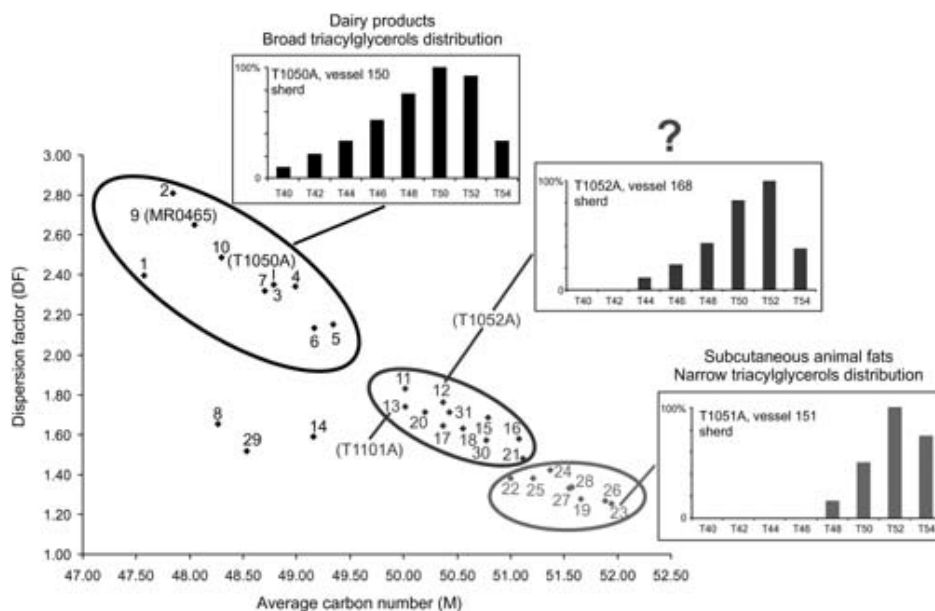 Dairy products
Broad triacylglycerols distribution
100%
T1050A, vessel 150
sherd
0
T40 T42 T44 T46 T48 T50 T52 T54
?
100%
T1052A, vessel 168
sherd
0
T40 T42 T44 T46 T48 T50 T52 T54
Subcutaneous animal fats
Narrow triacylglycerols distribution
100%
T1051A, vessel 151
sherd
0
T40 T42 T44 T46 T48 T50 T52 T54
Dispersion factor (DF)
3.00
2.80
2.60
2.40
2.20
2.00
1.80
1.60
1.40
1.20
1.00
2
9 (MR0465)
10
(T1050A)
1
7
3
4
6
5
(T1052A)
8
29
14
11
12
13
20
31
17
18
15
16
30
21
(T1101A)
24
22
25
28
27
26
19
23
47.00 47.50 48.00 48.50 49.00 49.50 50.00 50.50 51.00 51.50 52.00 52.50
Average carbon number (M)